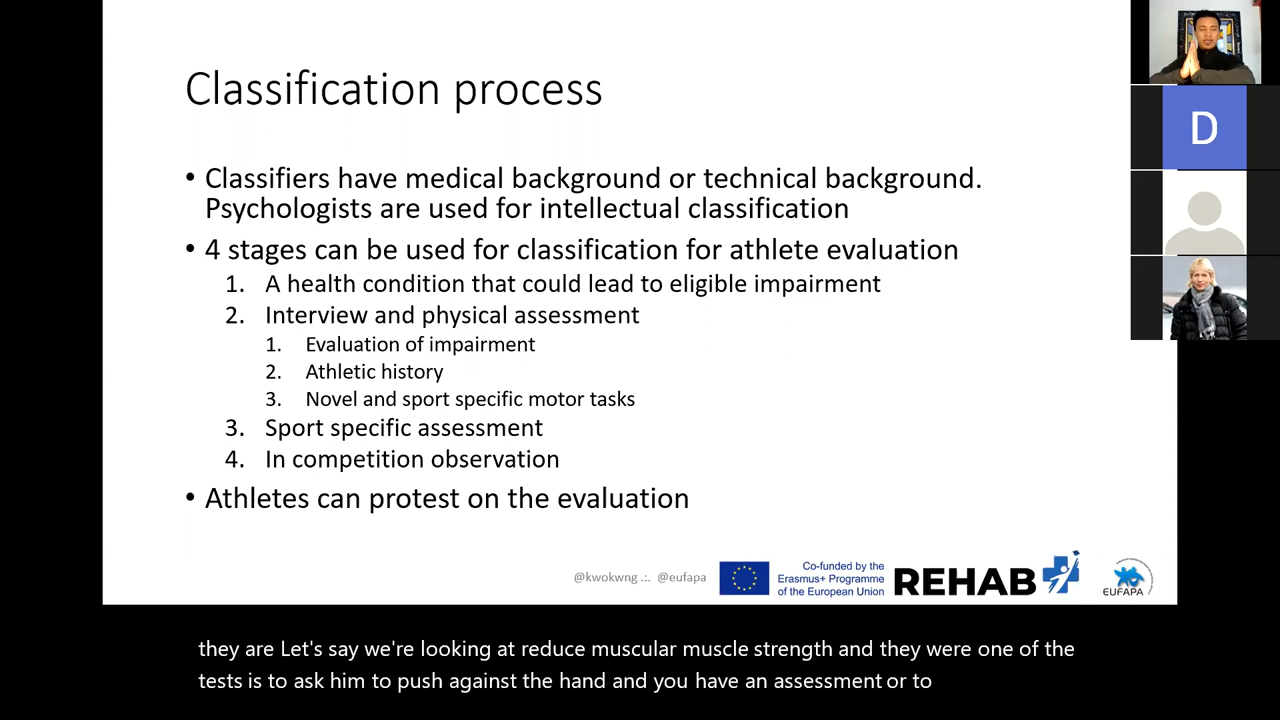 Classification process
• Classifiers have medical background or technical background.
Psychologists are used for intellectual classification
• 4 stages can be used for classification for athlete evaluation
1. A health condition that could lead to eligible impairment
2. Interview and physical assessment
1. Evaluation of impairment
2. Athletic history
3. Novel and sport specific motor tasks
3. Sport specific assessment
4. In competition observation
• Athletes can protest on the evaluation
@kwokwng .:. @eufapa
Co-funded by the
Erasmus+ Programme
of the European Union
REHAB
EUFAPA
D
they are Let's say we're looking at reduce muscular muscle strength and they were one of the
tests is to ask him to push against the hand and you have an assessment or to